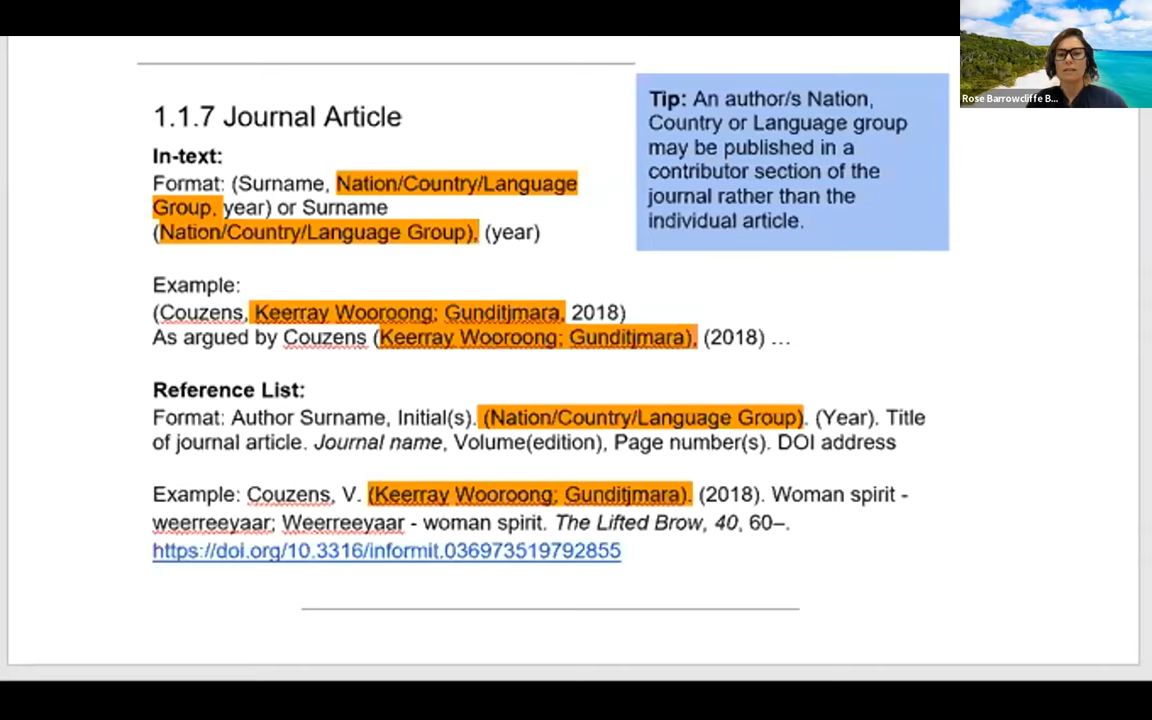 1.1.7 Journal Article
In-text:
Format: (Surname, Nation/Country/Language
Group, year) or Surname
(Nation/Country/Language Group), (year)
Example:
(Couzens, Keerray Wooroong; Gunditjmara, 2018)
As argued by Couzens (Keerray Wooroong; Gunditjmara), (2018) …
Reference List:
Format: Author Surname, Initial(s). (Nation/Country/Language Group). (Year). Title
of journal article. Journal name, Volume(edition), Page number(s). DOI address
Example: Couzens, V. (Keerray Wooroong; Gunditjmara). (2018). Woman spirit -
weerreeyaar; Weerreeyaar - woman spirit. The Lifted Brow, 40, 60–.
https://doi.org/10.3316/informit.036973519792855
Tip: An author/s Nation,
Country or Language group
may be published in a
contributor section of the
journal rather than the
individual article.
Rose Barrowcliffe B...